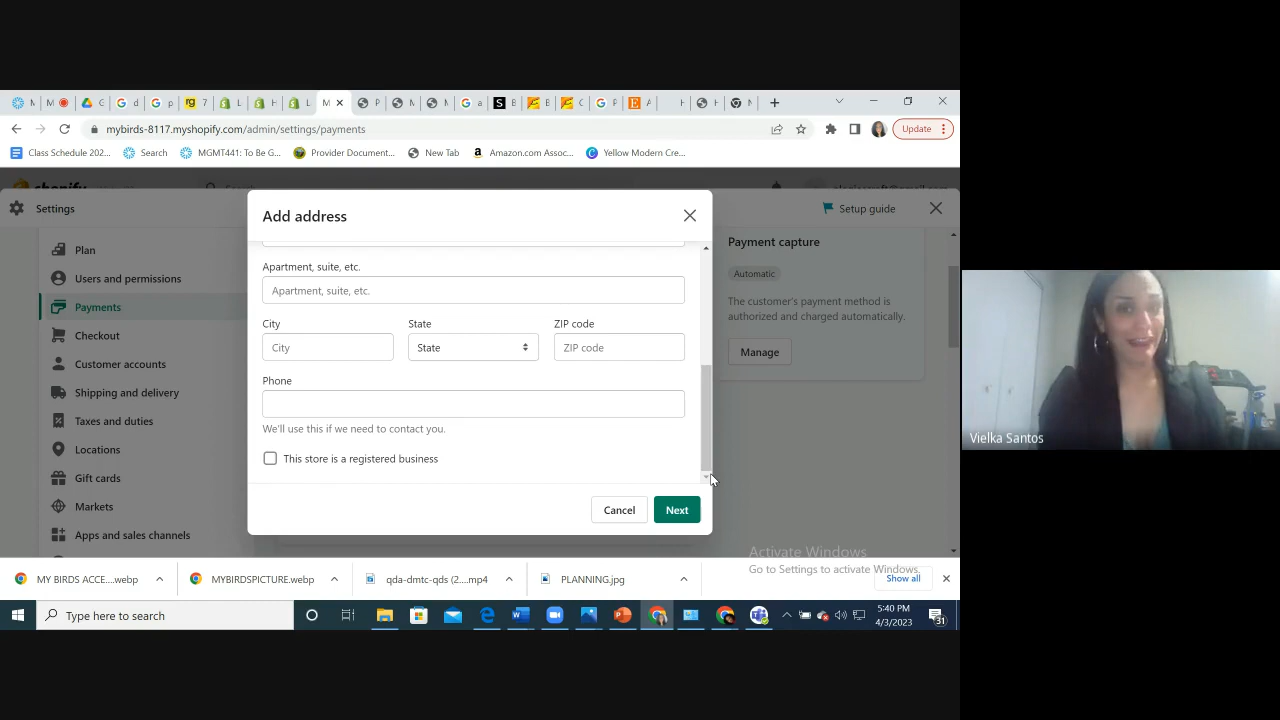 M
M
G
d
p
7
L
H
L
M
P
M
M
a
S
B
B
C
P
A
H
H
N
mybirds-8117.myshopify.com/admin/settings/payments
Update
Class Schedule 202...
Search
MGMT441: To Be G...
Provider Document...
New Tab
Amazon.com Assoc...
Yellow Modern Cre...
Settings
Setup guide
Add address
Plan
Users and permissions
Payments
Checkout
Customer accounts
Shipping and delivery
Taxes and duties
Locations
Gift cards
Markets
Apps and sales channels
Apartment, suite, etc.
Apartment, suite, etc.
City
State
ZIP code
City
State
ZIP code
Phone
We'll use this if we need to contact you.
This store is a registered business
Cancel
Next
Payment capture
Automatic
The customer's payment method is
authorized and charged automatically.
Manage
Vielka Santos
Activate Windows
Go to Settings to activate Windows.
MY BIRDS ACCE....webp
MYBIRDSPICTURE.webp
qda-dmtc-qds (2....mp4
PLANNING.jpg
Show all
Type here to search
5:40 PM
4/3/2023
31